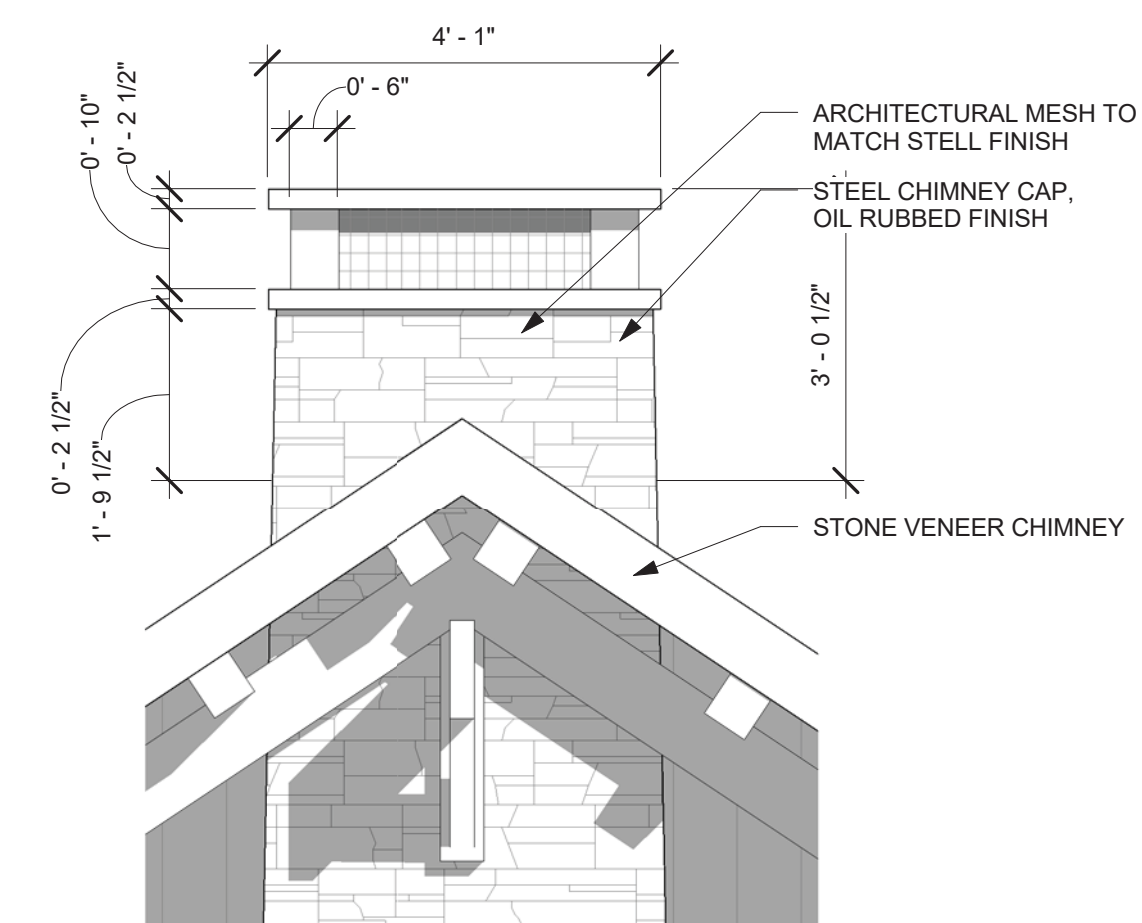 4' - 1"
0' - 6"
0' - 10"
0' - 2 1/2"
ARCHITECTURAL MESH TO
MATCH STELL FINISH
STEEL CHIMNEY CAP,
OIL RUBBED FINISH
3' - 0 1/2"
0' - 2 1/2"
1' - 9 1/2"
STONE VENEER CHIMNEY